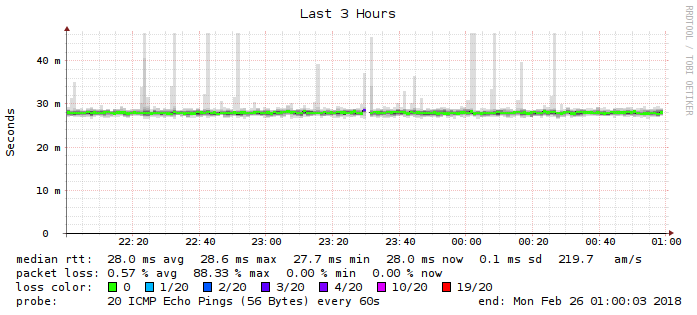 Last 3 Hours
RRDTOOL / TOBI OETIKER
Seconds
40 m
30 m
20 m
10 m
0
22:20 22:40 23:00 23:20 23:40 00:00 00:20 00:40 01:00
median rtt: 28.0 ms avg 28.6 ms max 27.7 ms min 28.0 ms now 0.1 ms sd 219.7 am/s
packet loss: 0.57 % avg 88.33 % max 0.00 % min 0.00 % now
loss color: 0 1/20 2/20 3/20 4/20 10/20 19/20
probe: 20 ICMP Echo Pings (56 Bytes) every 60s end: Mon Feb 26 01:00:03 2018